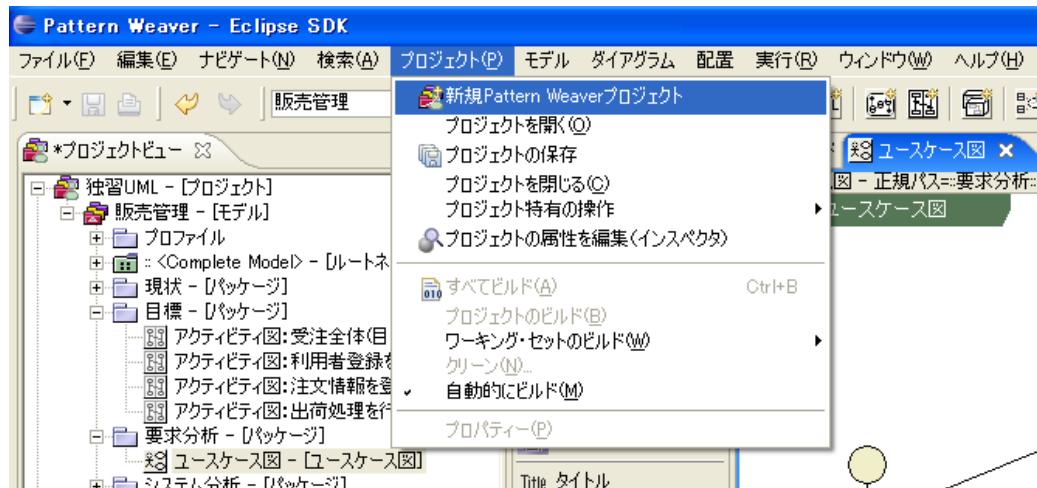 Pattern Weaver - Eclipse SDK
ファイル(F) 編集(E) ナビゲート(N) 検索(A) プロジェクト(P) モデル ダイアグラム 配置 実行(R) ウィンドウ(W) ヘルプ(H)
販売管理
新規Pattern Weaverプロジェクト
プロジェクトを開く(O)
プロジェクトの保存
プロジェクトを閉じる(C)
プロジェクト特有の操作
プロジェクトの属性を編集(インスペクタ)
すべてビルド(A) Ctrl+B
プロジェクトのビルド(B)
ワーキング・セットのビルド(W)
クリーン(N)...
自動的にビルド(M)
プロパティー(P)
*プロジェクトビュー
独習UML - [プロジェクト]
販売管理 - [モデル]
プロファイル
:: <Complete Model> - [ルートネ
現状 - [パッケージ]
目標 - [パッケージ]
アクティビティ図:受注全体(目
アクティビティ図:利用者登録を
アクティビティ図:注文情報を登
アクティビティ図:出荷処理を行
要求分析 - [パッケージ]
ユースケース図 - [ユースケース図]
システム分析 - [パッケージ]
ユースケース図
図 - 正規パス=::要求分析::
ユースケース図
Title タイトル